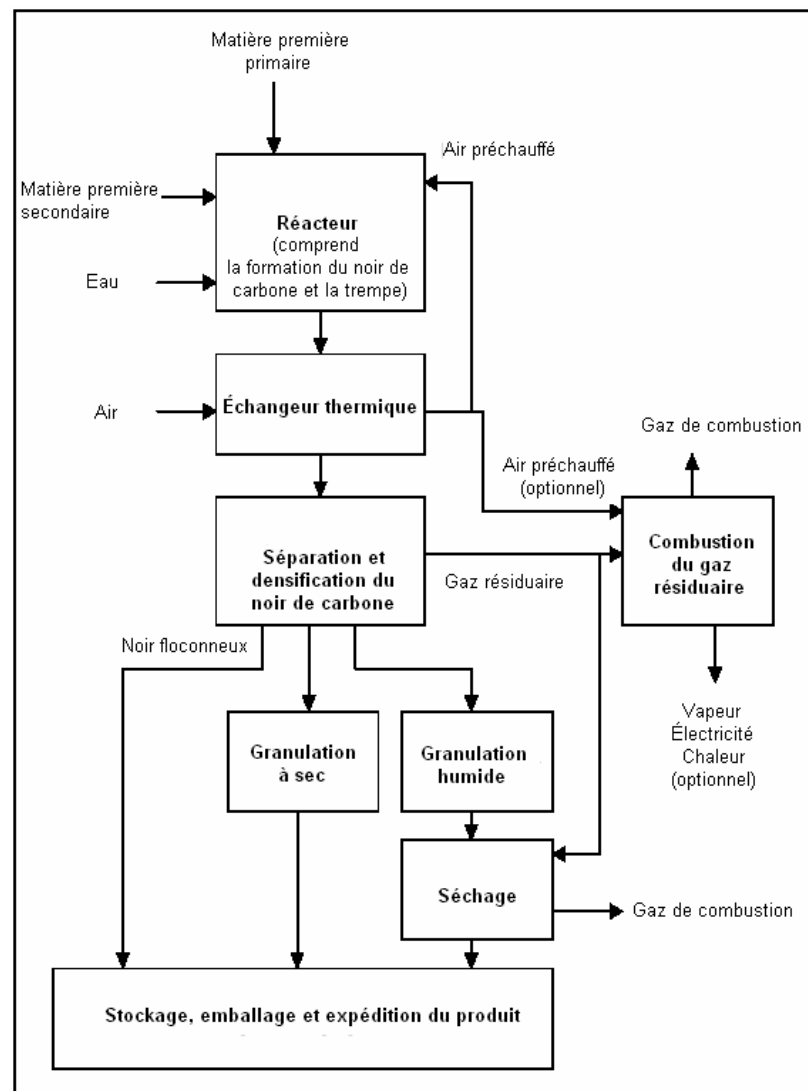 Matière première
primaire
Air préchauffé
Matière première
secondaire
Réacteur
(comprend
la formation du noir de
carbone et la trempe)
Eau
Air
Échangeur thermique
Gaz de combustion
Air préchauffé
(optionnel)
Séparation et
densification du
noir de carbone
Gaz résiduaire
Combustion
du gaz
résiduaire
Noir floconneux
Vapeur
Électricité
Chaleur
(optionnel)
Granulation
à sec
Granulation
humide
Séchage
Gaz de combustion
Stockage, emballage et expédition du produit